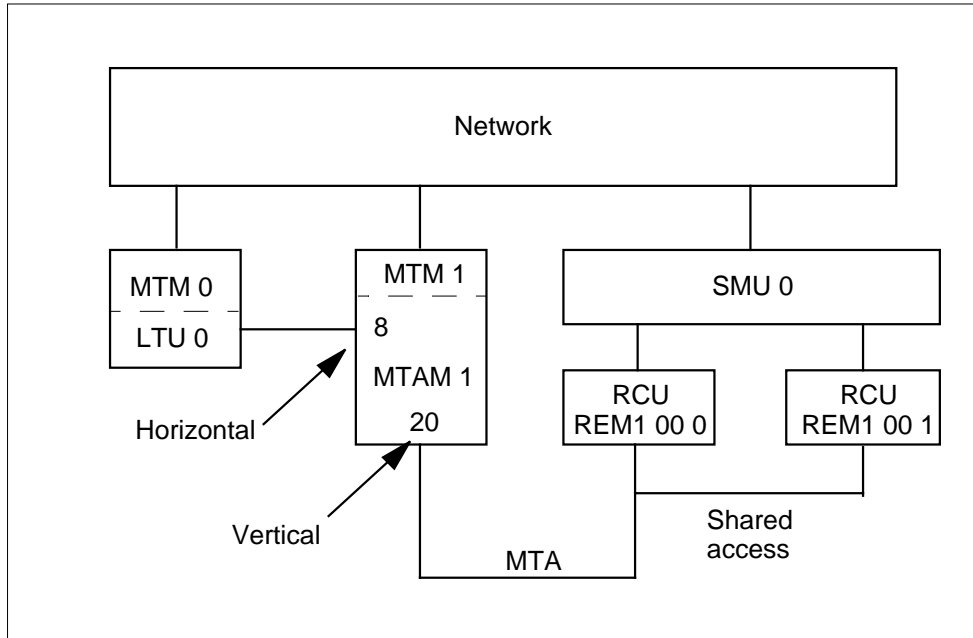 Network
MTM 0
LTU 0
MTM 1
8
MTAM 1
20
SMU 0
RCU
REM1 00 0
RCU
REM1 00 1
Horizontal
Vertical
MTA
Shared
access